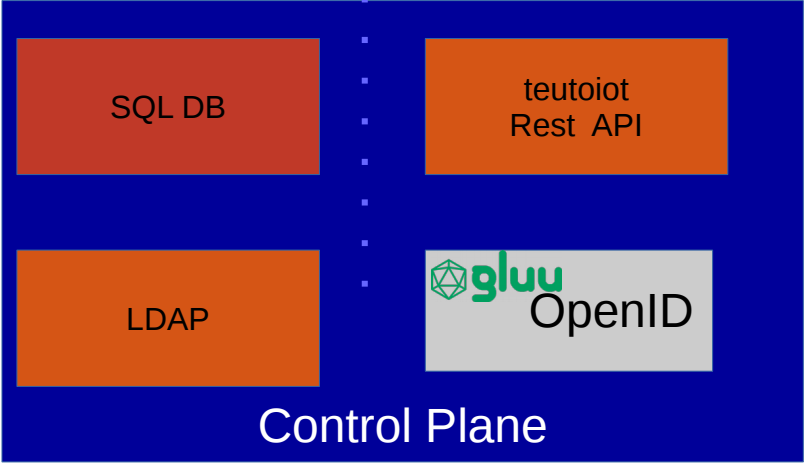 SQL DB
teutoiot
Rest API
LDAP
gluu
OpenID
Control Plane